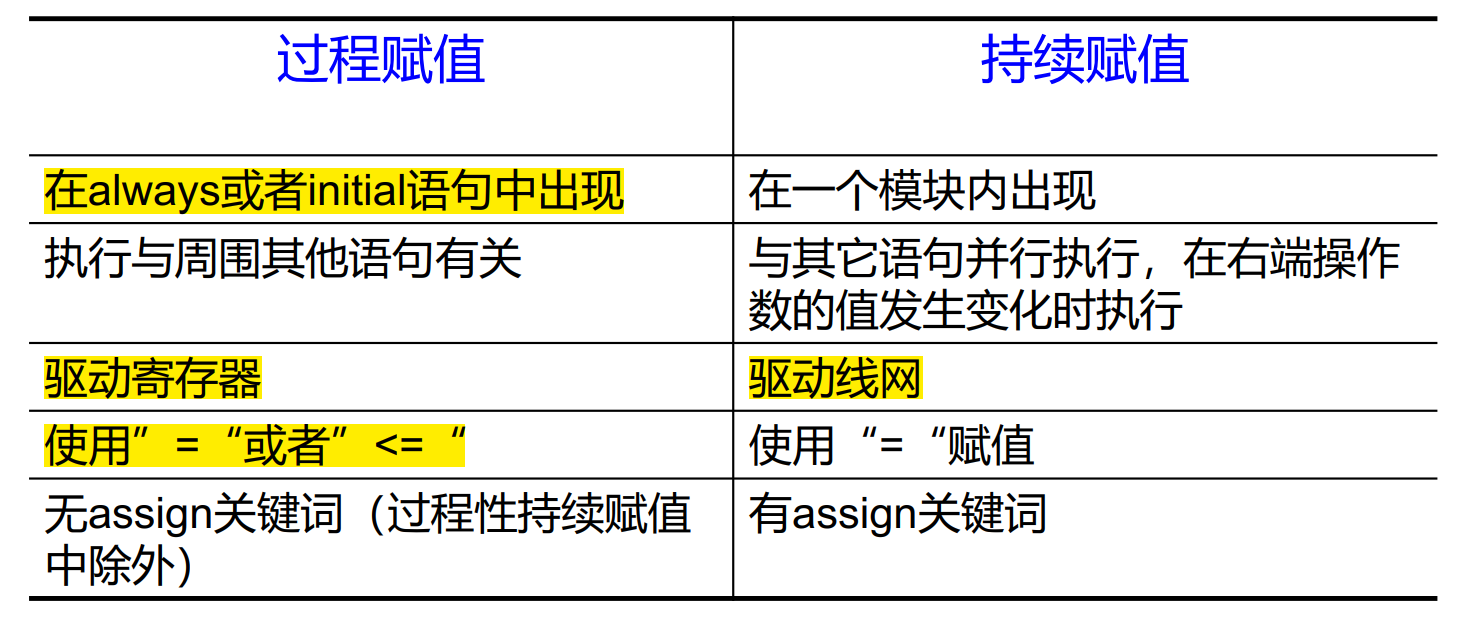 过程赋值
持续赋值
在always或者initial语句中出现
在一个模块内出现
执行与周围其他语句有关
与其它语句并行执行，在右端操作
数的值发生变化时执行
驱动寄存器
驱动线网
使用”=“或者”<=“
使用“=“赋值
无assign关键词（过程性持续赋值
中除外）
有assign关键词